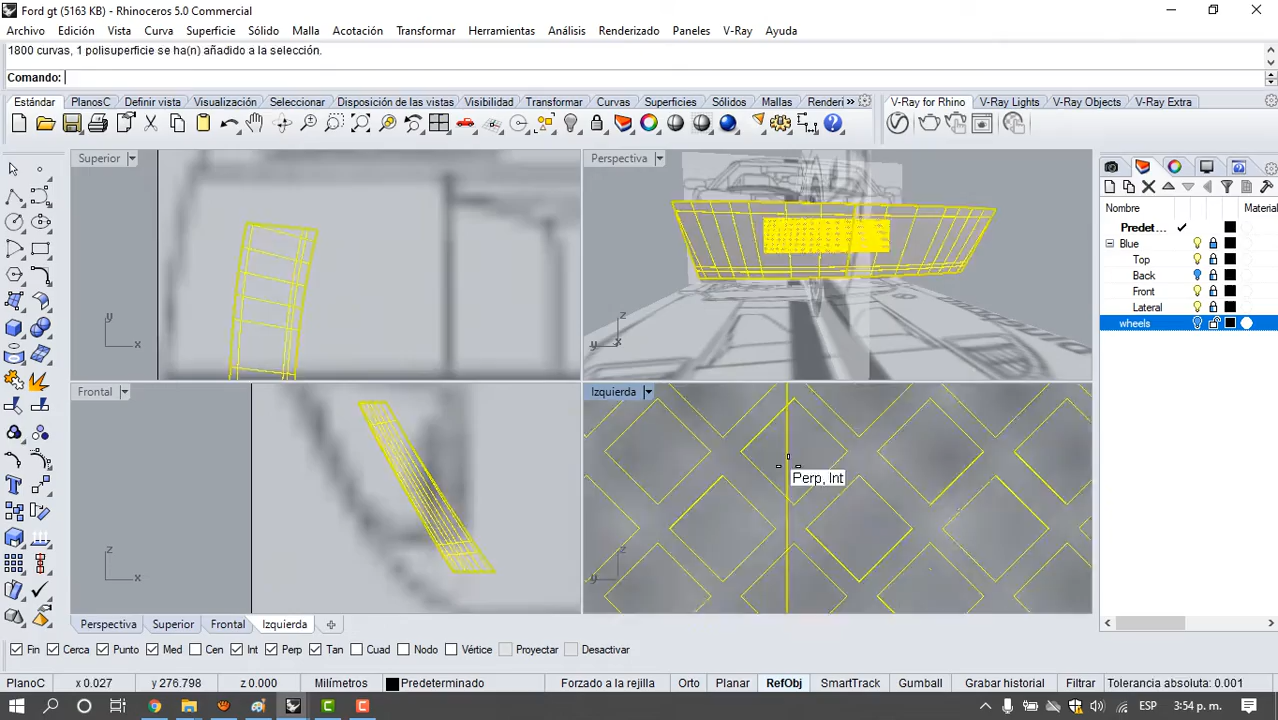 Ford gt (5163 KB) - Rhinoceros 5.0 Commercial
Archivo Edición Vista Curva Superficie Sólido Malla Acotación Transformar Herramientas Análisis Renderizado Paneles V-Ray Ayuda
1800 curvas, 1 polisuperficie se ha(n) añadido a la selección.
Comando:
Estándar PlanosC Definir vista Visualización Seleccionar Disposición de las vistas Visibilidad Transformar Curvas Superficies Sólidos Mallas Renderi »
V-Ray for Rhino V-Ray Lights V-Ray Objects V-Ray Extra
Superior
Perspectiva
Nombre Material
Predet...
Blue
Top
Back
Front
Lateral
wheels
y x
z y x
Frontal
Izquierda
Perp, Int
z x
z y
Perspectiva Superior Frontal Izquierda
Fin Cerca Punto Med Cen Int Perp Tan Cuad Nodo Vértice Proyectar Desactivar
PlanoC x 0.027 y 276.798 z 0.000 Milímetros Predeterminado Forzado a la rejilla Orto Planar RefObj SmartTrack Gumball Grabar historial Filtrar Tolerancia absoluta: 0.001
ESP 3:54 p. m.